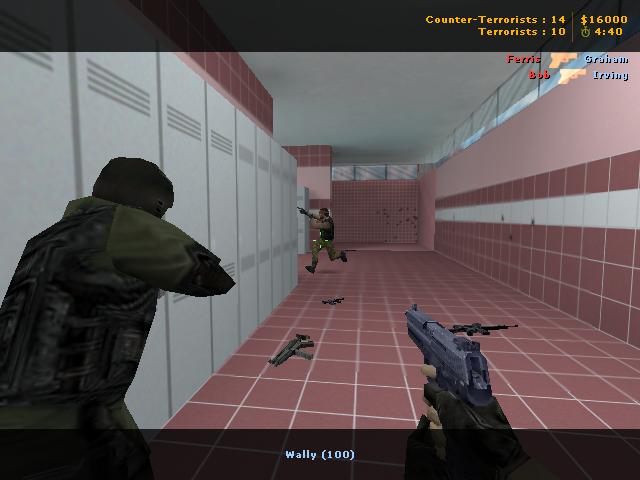 Counter-Terrorists : 14 $16000
Terrorists : 10 4:40
Ferris Graham
Bob Irving
Wally (100)